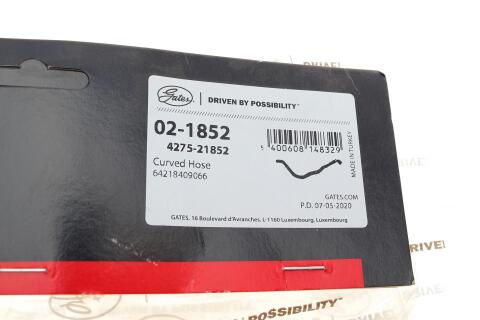 Gates
DRIVEN BY POSSIBILITY™
02-1852
4275-21852
Curved Hose
64218409066
5 400608 148329
MADE IN TURKEY
GATES.COM
P.D. 07-05-2020
GATES, 16 Boulevard d'Avranches, L-1160 Luxembourg, Luxembourg
DRIVE
POSSIBILITY™